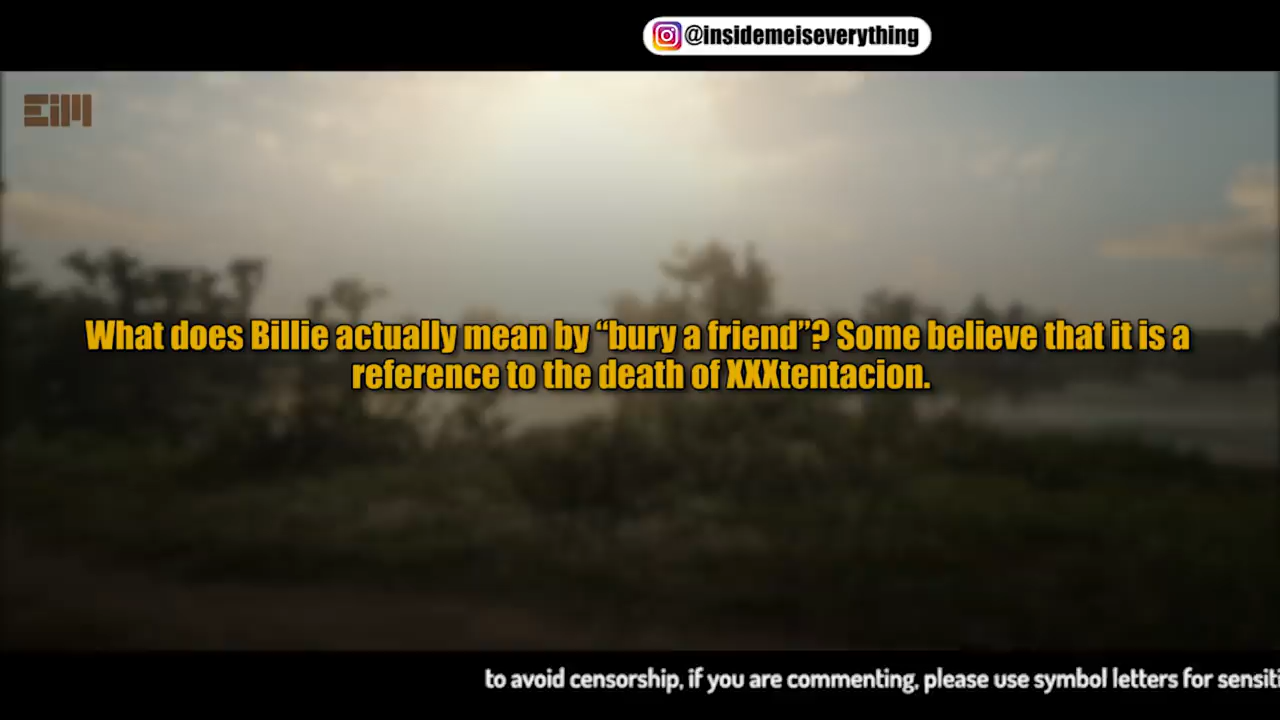 @insidemeiseverything
EIM
What does Billie actually mean by “bury a friend”? Some believe that it is a
reference to the death of XXXtentacion.
to avoid censorship, if you are commenting, please use symbol letters for sensiti